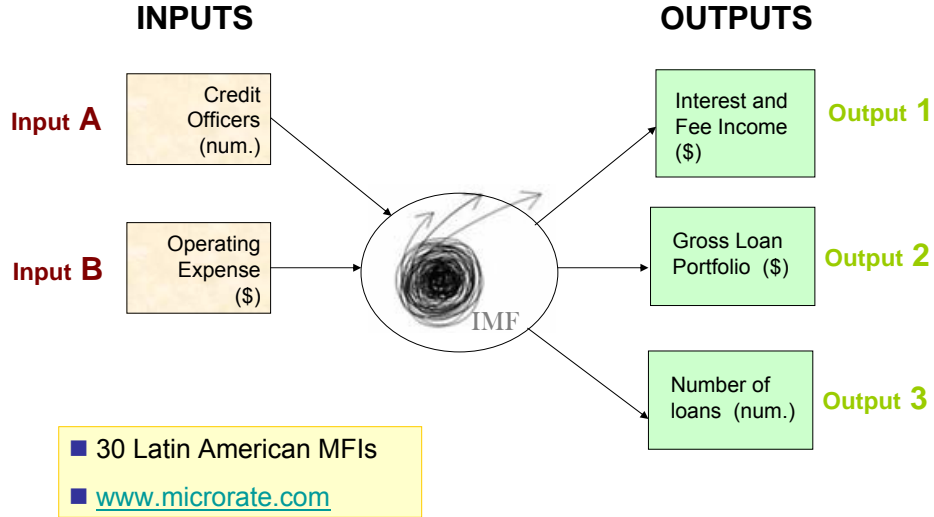 INPUTS
OUTPUTS
Input A
Credit
Officers
(num.)
Interest and
Fee Income
($)
Output 1
Input B
Operating
Expense
($)
IMF
Gross Loan
Portfolio ($)
Output 2
Number of
loans (num.)
Output 3
30 Latin American MFIs
www.microrate.com